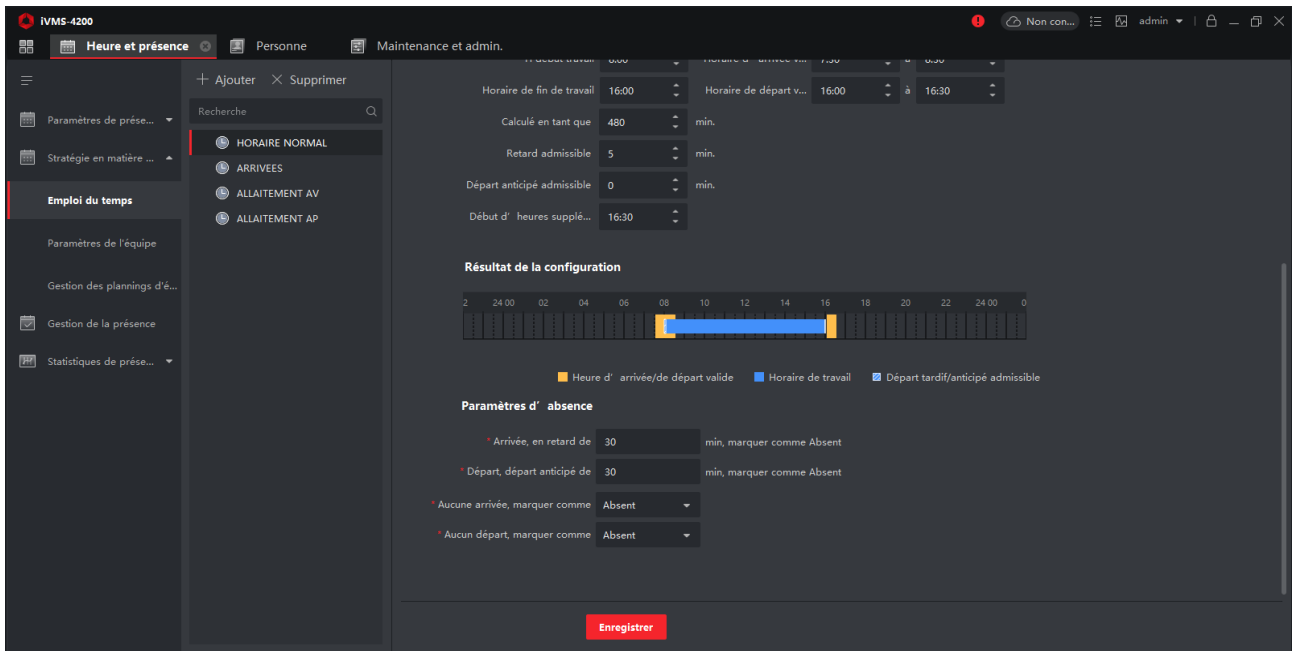 iVMS-4200
Non con...
admin
Heure et présence
Personne
Maintenance et admin.
Paramètres de prése...
Stratégie en matière ...
Emploi du temps
Paramètres de l'équipe
Gestion des plannings d'é...
Gestion de la présence
Statistiques de prése...
Ajouter
Supprimer
Recherche
HORAIRE NORMAL
ARRIVEES
ALLAITEMENT AV
ALLAITEMENT AP
Horaire de fin de travail 16:00 Horaire de départ v... 16:00 à 16:30
Calculé en tant que 480 min.
Retard admissible 5 min.
Départ anticipé admissible 0 min.
Début d' heures supplé... 16:30
Résultat de la configuration
2 24 00 02 04 06 08 10 12 14 16 18 20 22 24 00 0
Heure d' arrivée/de départ valide Horaire de travail Départ tardif/anticipé admissible
Paramètres d' absence
* Arrivée, en retard de 30 min, marquer comme Absent
* Départ, départ anticipé de 30 min, marquer comme Absent
* Aucune arrivée, marquer comme Absent
* Aucun départ, marquer comme Absent
Enregistrer